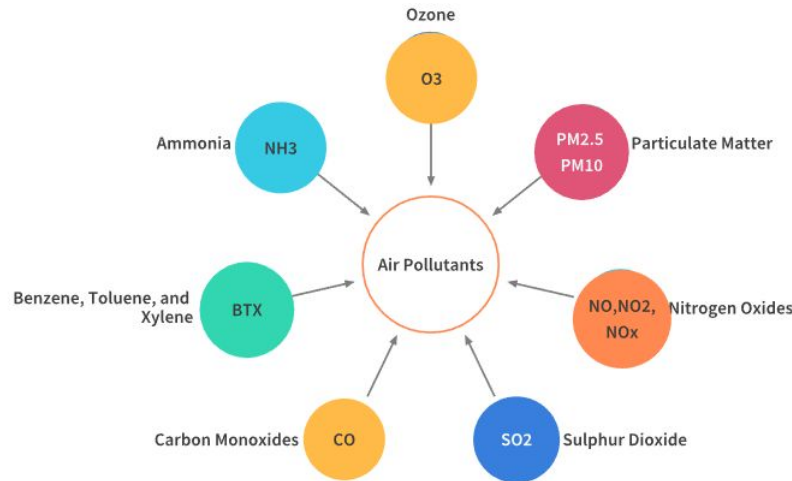 Ozone
O3
Ammonia
NH3
PM2.5
PM10
Particulate Matter
Air Pollutants
Benzene, Toluene, and
Xylene
BTX
NO,NO2,
NOx
Nitrogen Oxides
Carbon Monoxides
CO
SO2
Sulphur Dioxide